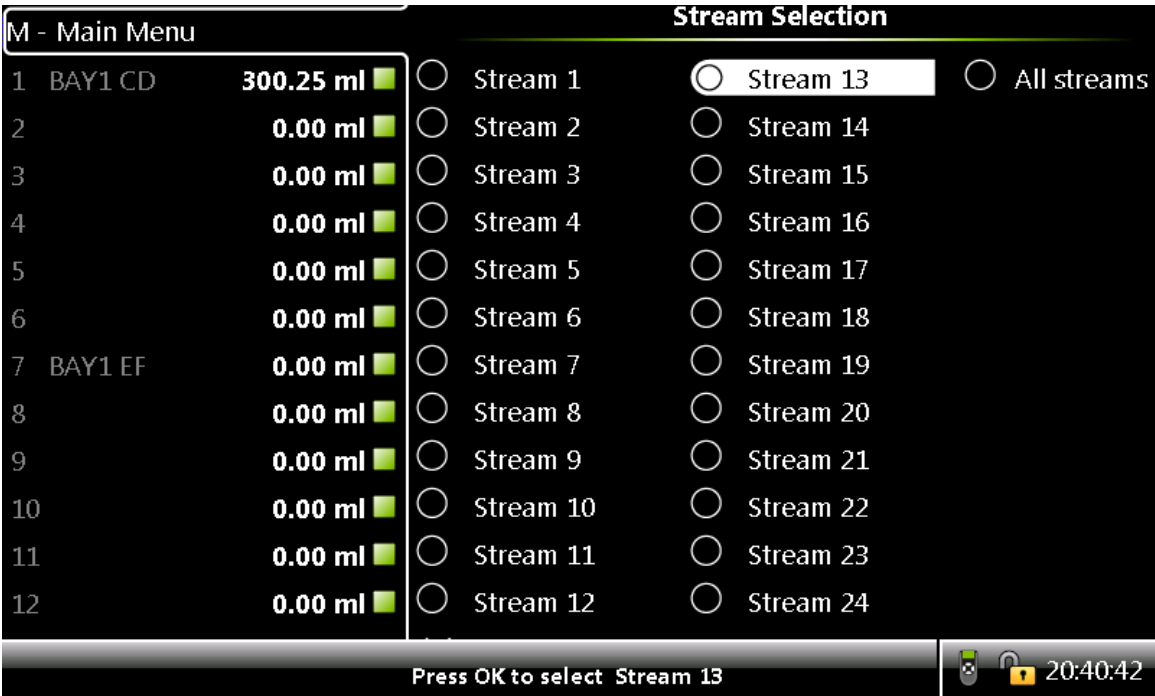 M - Main Menu
1 BAY1 CD 300.25 ml
2 0.00 ml
3 0.00 ml
4 0.00 ml
5 0.00 ml
6 0.00 ml
7 BAY1 EF 0.00 ml
8 0.00 ml
9 0.00 ml
10 0.00 ml
11 0.00 ml
12 0.00 ml
Stream Selection
Stream 1
Stream 2
Stream 3
Stream 4
Stream 5
Stream 6
Stream 7
Stream 8
Stream 9
Stream 10
Stream 11
Stream 12
Stream 13
Stream 14
Stream 15
Stream 16
Stream 17
Stream 18
Stream 19
Stream 20
Stream 21
Stream 22
Stream 23
Stream 24
All streams
Press OK to select Stream 13
20:40:42